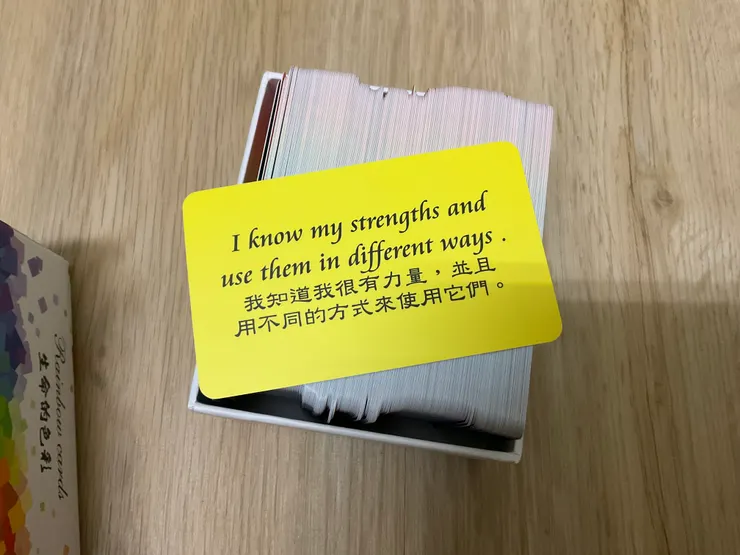 I know my strengths and
use them in different ways .
我知道我很有力量，並且
用不同的方式來使用它們。
Rainbow cards
生命的色彩